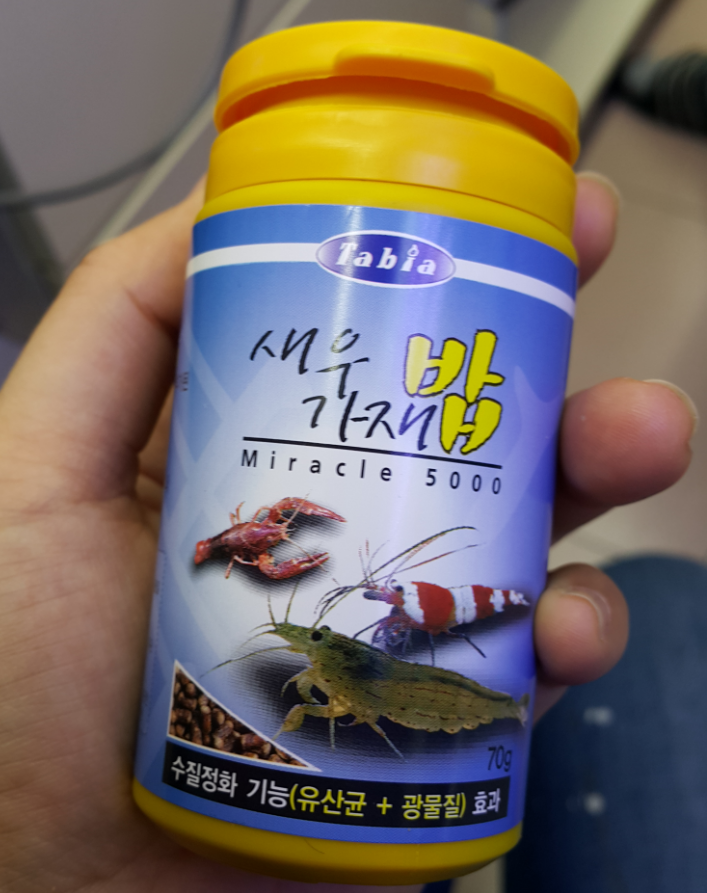 Tabia
새우
가재밥
Miracle 5000
70g
수질정화 기능(유산균 + 광물질) 효과